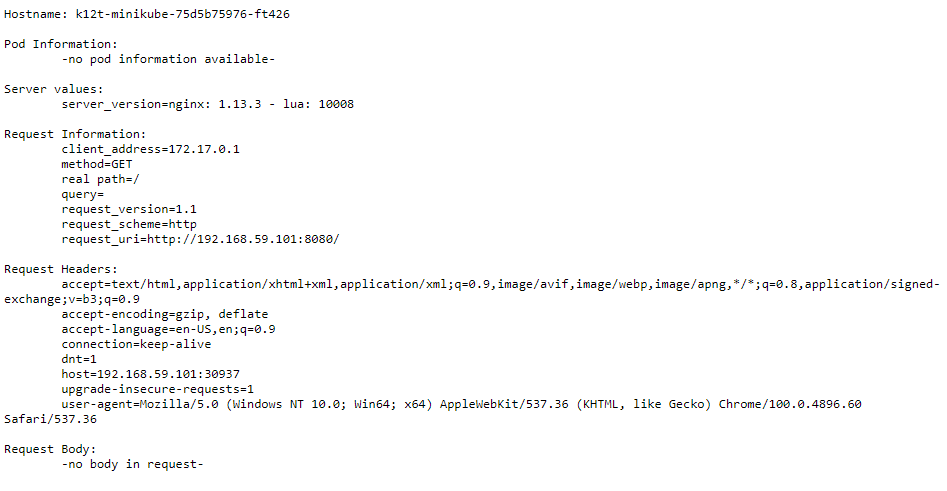 Hostname: k12t-minikube-75d5b75976-ft426
Pod Information:
-no pod information available-
Server values:
server_version=nginx: 1.13.3 - lua: 10008
Request Information:
client_address=172.17.0.1
method=GET
real path=/
query=
request_version=1.1
request_scheme=http
request_uri=http://192.168.59.101:8080/
Request Headers:
accept=text/html,application/xhtml+xml,application/xml;q=0.9,image/avif,image/webp,image/apng,*/*;q=0.8,application/signed-
exchange;v=b3;q=0.9
accept-encoding=gzip, deflate
accept-language=en-US,en;q=0.9
connection=keep-alive
dnt=1
host=192.168.59.101:30937
upgrade-insecure-requests=1
user-agent=Mozilla/5.0 (Windows NT 10.0; Win64; x64) AppleWebKit/537.36 (KHTML, like Gecko) Chrome/100.0.4896.60
Safari/537.36
Request Body:
-no body in request-